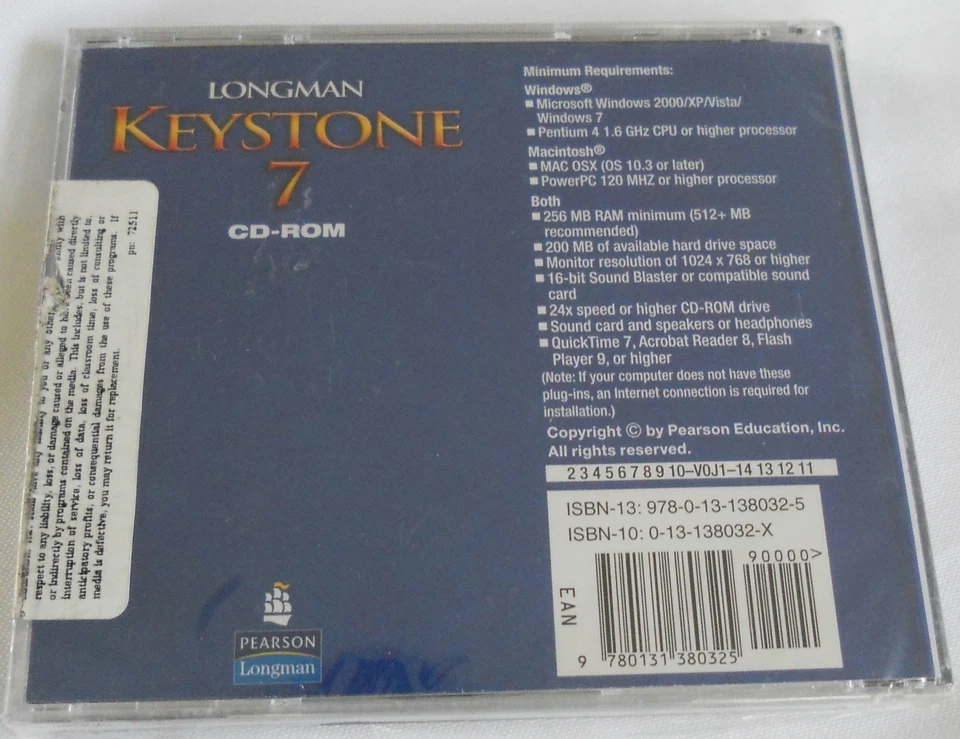 LONGMAN
KEYSTONE
7
CD-ROM
Minimum Requirements:
Windows®
■ Microsoft Windows 2000/XP/Vista/
Windows 7
■ Pentium 4 1.6 GHz CPU or higher processor
Macintosh®
■ MAC OSX (OS 10.3 or later)
■ PowerPC 120 MHZ or higher processor
Both
■ 256 MB RAM minimum (512+ MB
recommended)
■ 200 MB of available hard drive space
■ Monitor resolution of 1024 x 768 or higher
■ 16-bit Sound Blaster or compatible sound
card
■ 24x speed or higher CD-ROM drive
■ Sound card and speakers or headphones
■ QuickTime 7, Acrobat Reader 8, Flash
Player 9, or higher
(Note: If your computer does not have these
plug-ins, an Internet connection is required for
installation.)
Copyright © by Pearson Education, Inc.
All rights reserved.
2 3 4 5 6 7 8 9 10–V0J1–14 13 12 11
ISBN-13: 978-0-13-138032-5
ISBN-10: 0-13-138032-X
90000>
EAN
9 780131 380325
PEARSON
Longman
respect to any liability, loss, or damage caused or alleged to have been caused directly
or indirectly by programs contained on the media. This includes, but is not limited to,
interruption of service, loss of data, loss of classroom time, loss of consulting or
anticipatory profits, or consequential damages from the use of these programs. If
media is defective, you may return it for replacement.
pn: 72511